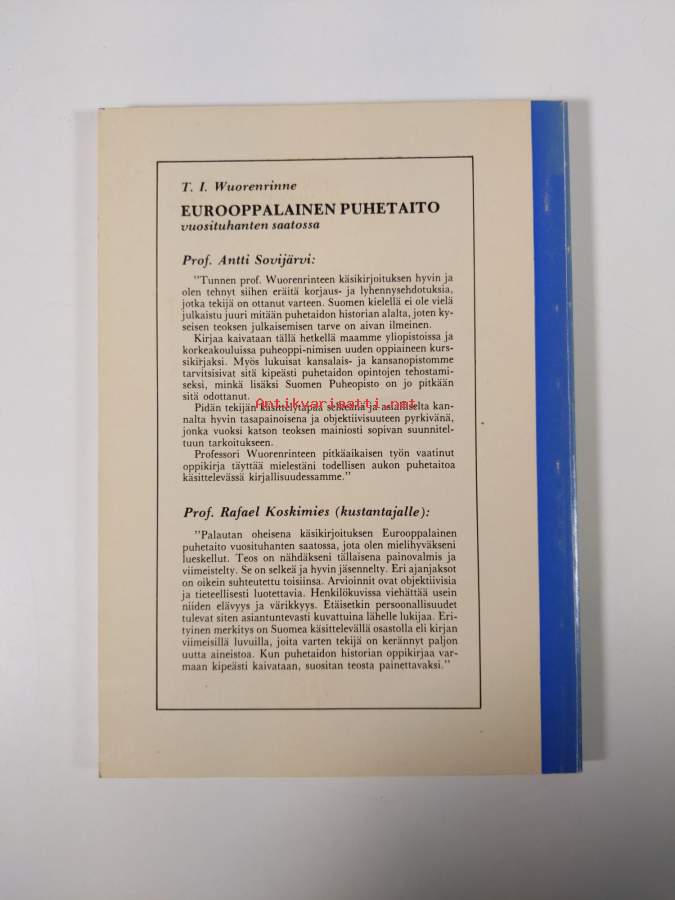 T. I. Wuorenrinne
EUROOPPALAINEN PUHETAITO
vuosituhanten saatossa
Prof. Antti Sovijärvi:
"Tunnen prof. Wuorenrinteen käsikirjoituksen hyvin ja
olen tehnyt siihen eräitä korjaus- ja lyhennysehdotuksia,
jotka tekijä on ottanut varteen. Suomen kielellä ei ole vielä
julkaistu juuri mitään puhetaidon historian alalta, joten ky-
seisen teoksen julkaisemisen tarve on aivan ilmeinen.
Kirjaa kaivataan tällä hetkellä maamme yliopistoissa ja
korkeakouluissa puheoppi-nimisen uuden oppiaineen kurs-
sikirjaksi. Myös lukuisat kansalais- ja kansanopistomme
tarvitsisivat sitä kipeästi puhetaidon opintojen tehostami-
seksi, minkä lisäksi Suomen Puheopisto on jo pitkään
sitä odottanut.
Antikvariaatti.net
Pidän tekijän käsittelytapaa selkeänä ja asialliselta kan-
nalta hyvin tasapainoisena ja objektiivisuuteen pyrkivänä,
jonka vuoksi katson teoksen mainiosti sopivan suunnitel-
tuun tarkoitukseen.
Professori Wuorenrinteen pitkäaikaisen työn vaatinut
oppikirja täyttää mielestäni todellisen aukon puhetaitoa
käsittelevässä kirjallisuudessamme."
Prof. Rafael Koskimies (kustantajalle):
"Palautan oheisena käsikirjoituksen Eurooppalainen
puhetaito vuosituhanten saatossa, jota olen mielihyväkseni
lueskellut. Teos on nähdäkseni tällaisena painovalmis ja
viimeistelty. Se on selkeä ja hyvin jäsennelty. Eri ajanjaksot
on oikein suhteutettu toisiinsa. Arvioinnit ovat objektiivisia
ja tieteellisesti luotettavia. Henkilökuvissa viehättää usein
niiden elävyys ja värikkyys. Etäisetkin persoonallisuudet
tulevat siten asiantuntevasti kuvattuina lähelle lukijaa. Eri-
tyinen merkitys on Suomea käsittelevällä osastolla eli kirjan
viimeisillä luvuilla, joita varten tekijä on kerännyt paljon
uutta aineistoa. Kun puhetaidon historian oppikirjaa var-
maan kipeästi kaivataan, suositan teosta painettavaksi."